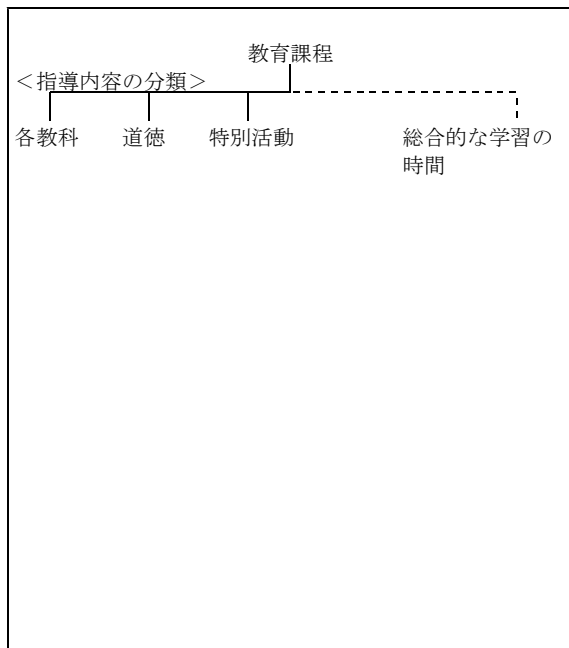 教育課程
＜指導内容の分類＞
各教科 道徳 特別活動 総合的な学習の
時間